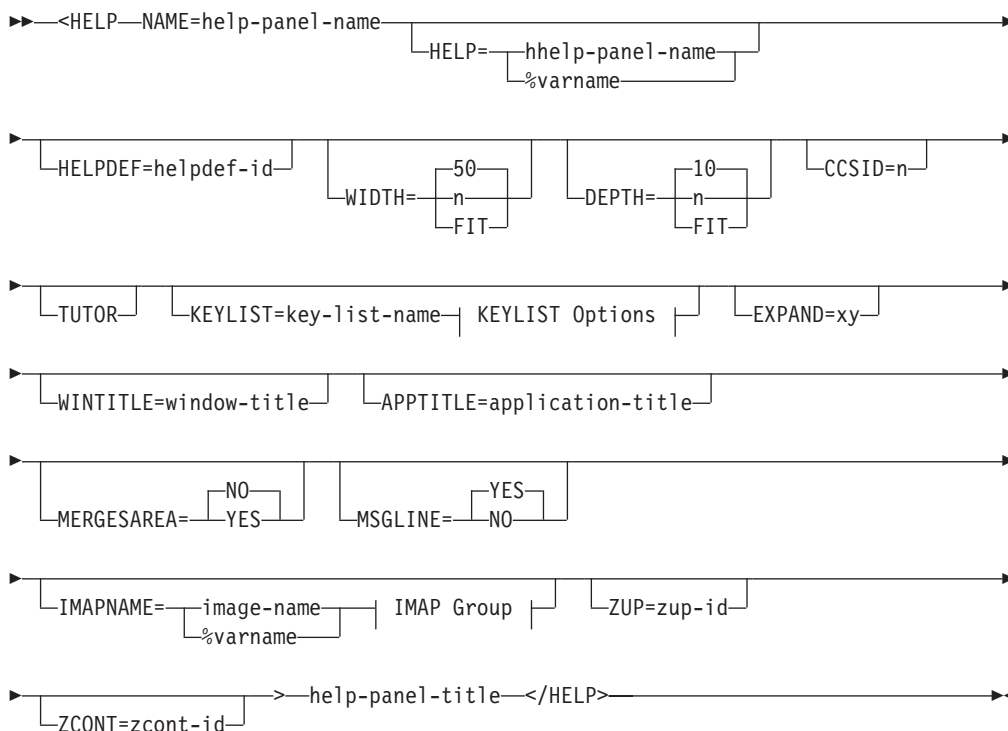 <HELP NAME=help-panel-name
HELP= hhelp-panel-name
%varname
HELPDEF=helpdef-id WIDTH= 50 n FIT DEPTH= 10 n FIT CCSID=n
TUTOR KEYLIST=key-list-name KEYLIST Options EXPAND=xy
WINTITLE=window-title APPTITLE=application-title
MERGESAREA= NO YES MSGLINE= YES NO
IMAPNAME= image-name %varname IMAP Group ZUP=zup-id
> help-panel-title </HELP>
ZCONT=zcont-id